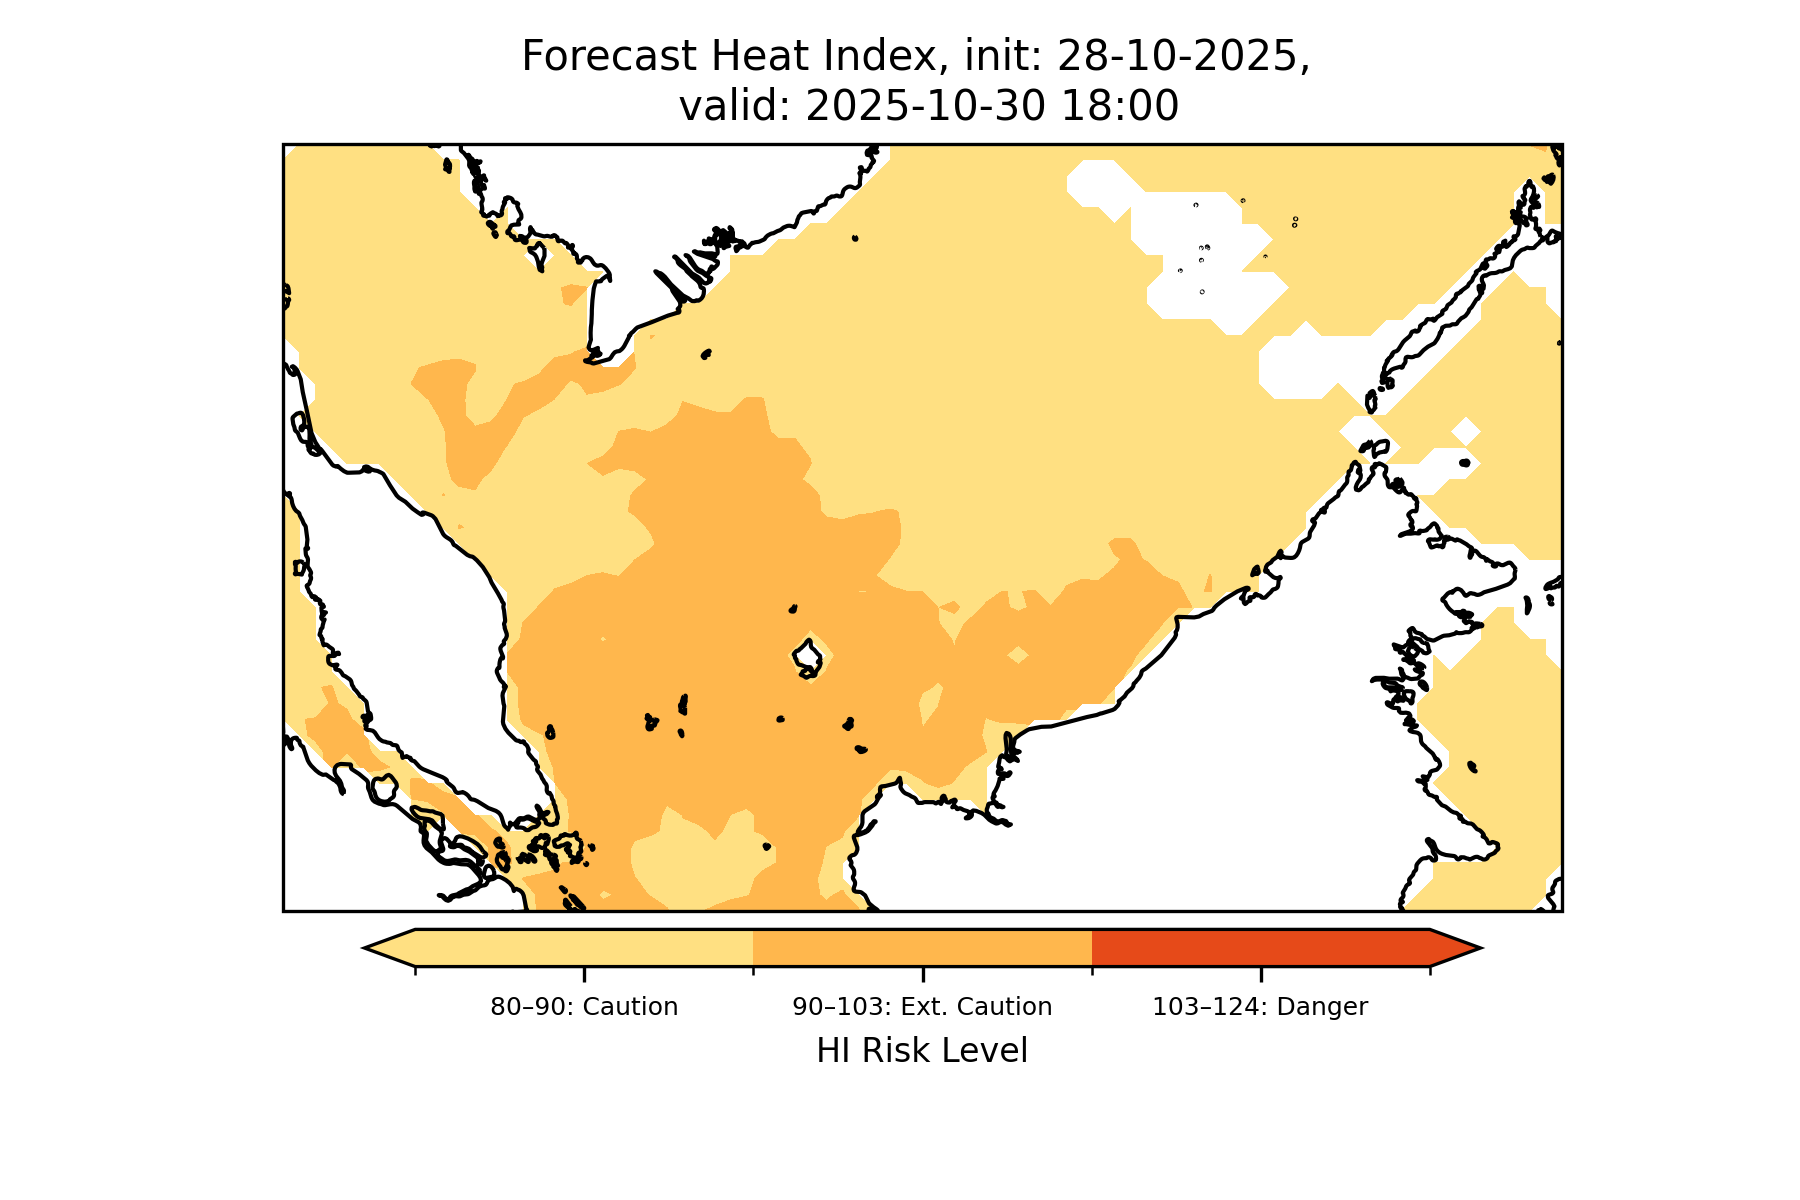 Forecast Heat Index, init: 28-10-2025,
valid: 2025-10-30 18:00
80–90: Caution
90–103: Ext. Caution
103–124: Danger
HI Risk Level